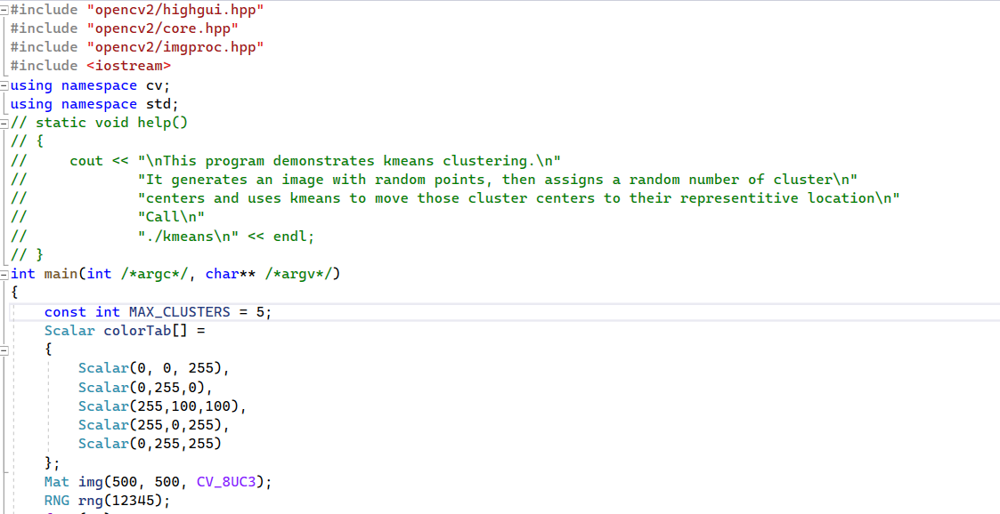 #include "opencv2/highgui.hpp"
#include "opencv2/core.hpp"
#include "opencv2/imgproc.hpp"
#include <iostream>
using namespace cv;
using namespace std;
// static void help()
// {
//     cout << "\nThis program demonstrates kmeans clustering.\n"
//             "It generates an image with random points, then assigns a random number of cluster\n"
//             "centers and uses kmeans to move those cluster centers to their representitive location\n"
//             "Call\n"
//             "./kmeans\n" << endl;
// }
int main(int /*argc*/, char** /*argv*/)
{
    const int MAX_CLUSTERS = 5;
    Scalar colorTab[] =
    {
        Scalar(0, 0, 255),
        Scalar(0,255,0),
        Scalar(255,100,100),
        Scalar(255,0,255),
        Scalar(0,255,255)
    };
    Mat img(500, 500, CV_8UC3);
    RNG rng(12345);